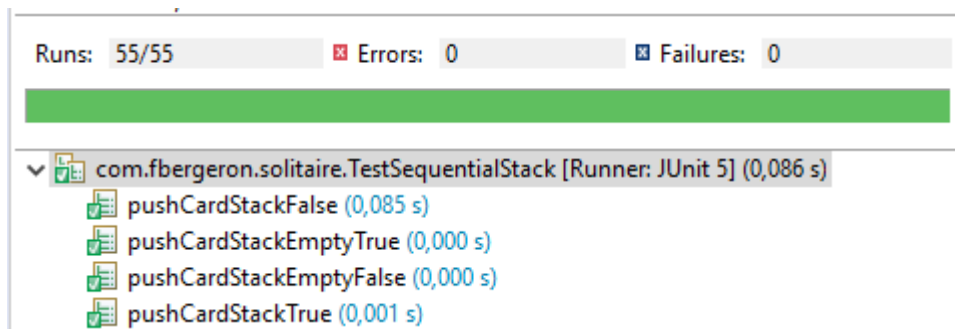 Runs: 55/55 Errors: 0 Failures: 0
com.fbergeron.solitaire.TestSequentialStack [Runner: JUnit 5] (0,086 s)
pushCardStackFalse (0,085 s)
pushCardStackEmptyTrue (0,000 s)
pushCardStackEmptyFalse (0,000 s)
pushCardStackTrue (0,001 s)